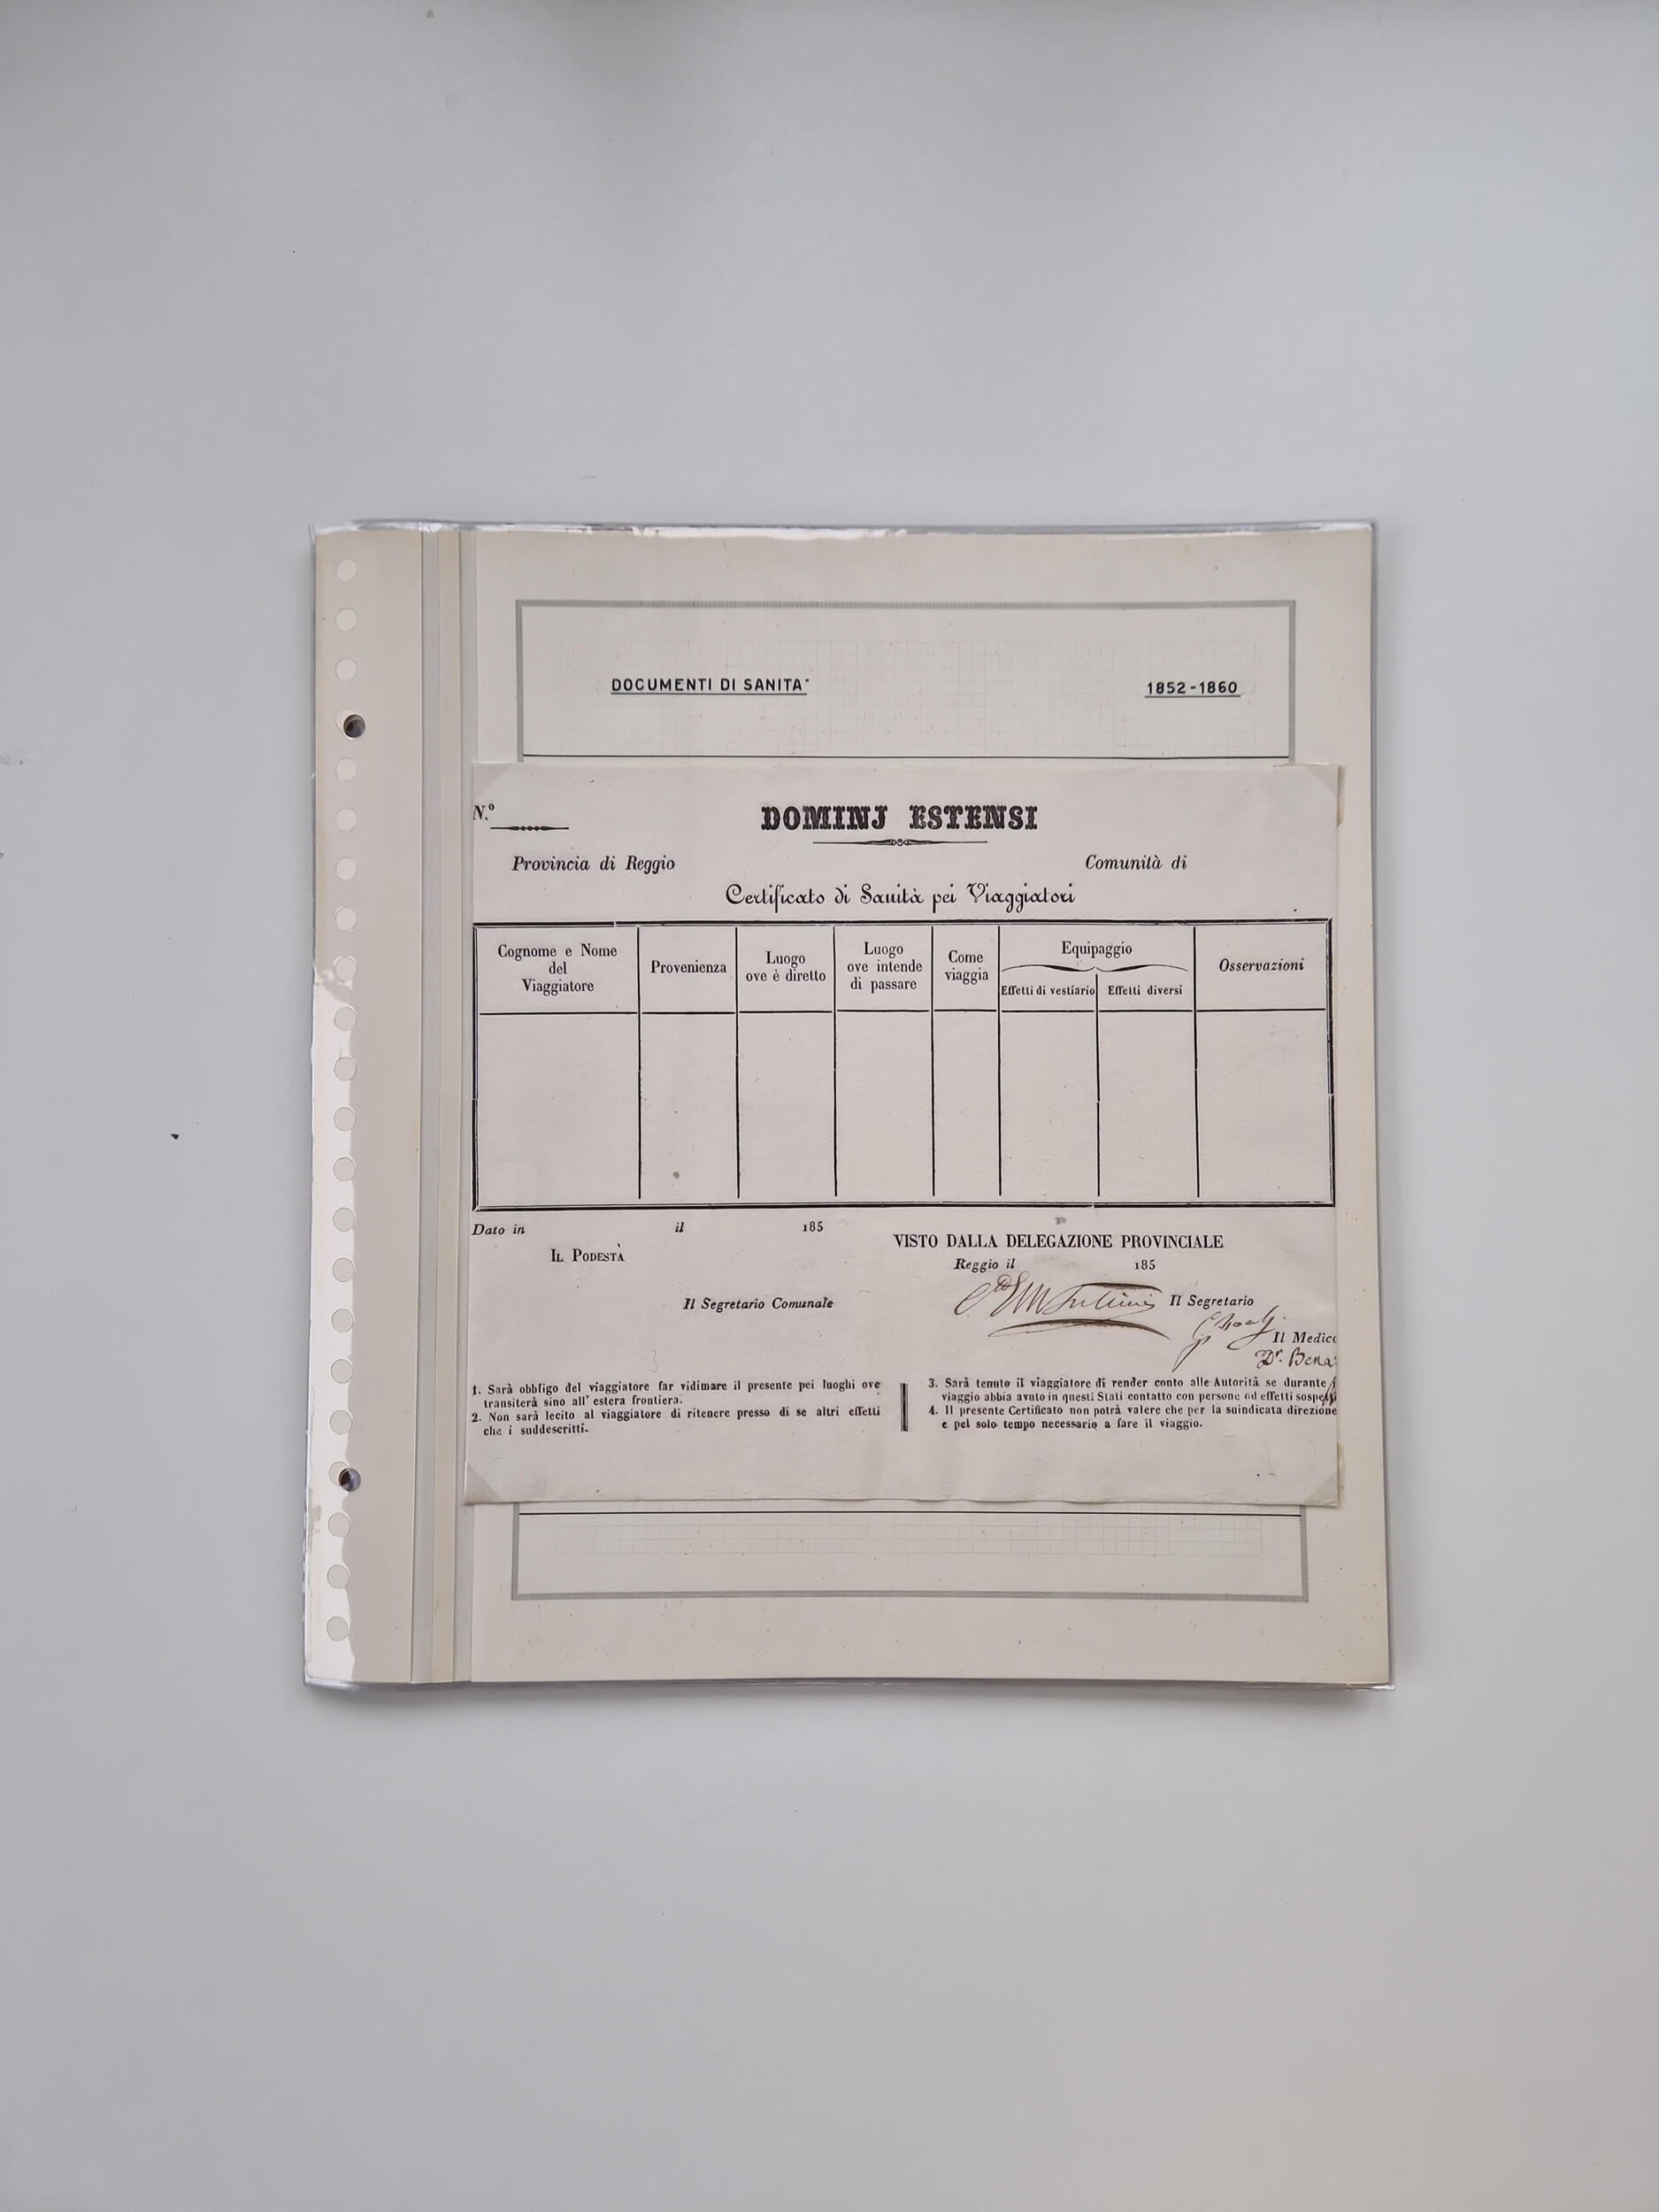 DOCUMENTI DI SANITA'
1852-1860
N.º
DOMINJ ESTENSI
Provincia di Reggio
Comunità di
Certificato di Sanità pei Viaggiatori
Cognome e Nome
del
Viaggiatore
Provenienza
Luogo
ove è diretto
Luogo
ove intende
di passare
Come
viaggia
Equipaggio
Effetti di vestiario
Effetti diversi
Osservazioni
Dato in il 185
IL PODESTÀ
Il Segretario Comunale
VISTO DALLA DELEGAZIONE PROVINCIALE
Reggio il 185
Il Segretario
Il Medico
Dr. Bena
1. Sarà obbligo del viaggiatore far vidimare il presente pei luoghi ove
transiterà sino all' estera frontiera.
2. Non sarà lecito al viaggiatore di ritenere presso di se altri effetti
che i suddescritti.
3. Sarà tenuto il viaggiatore di render conto alle Autorità se durante
viaggio abbia avuto in questi Stati contatto con persone od effetti sospe
4. Il presente Certificato non potrà valere che per la suindicata direzione
e pel solo tempo necessario a fare il viaggio.